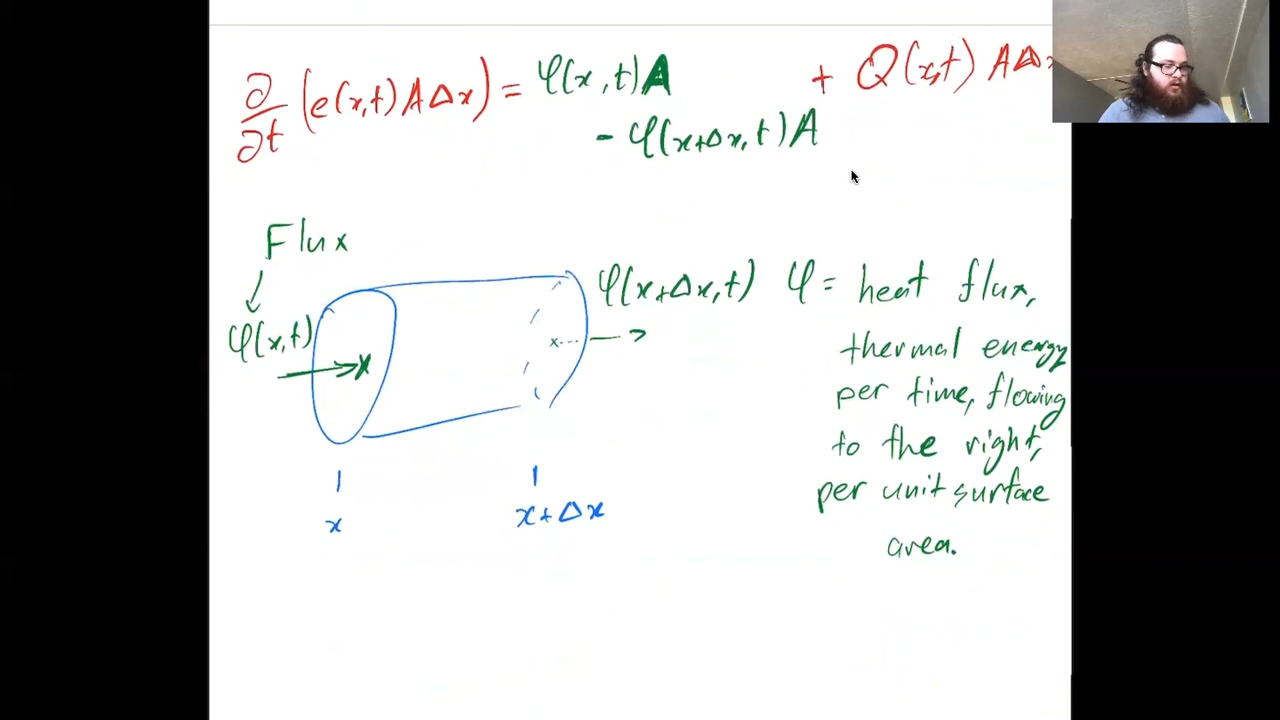 ∂/∂t (e(x,t) A Δx) = φ(x,t)A + Q(x,t) AΔx
- φ(x+Δx,t)A
Flux
φ(x+Δx,t) φ = heat flux,
φ(x,t)
thermal energy
per time, flowing
to the right,
per unit surface
area.
x x+Δx